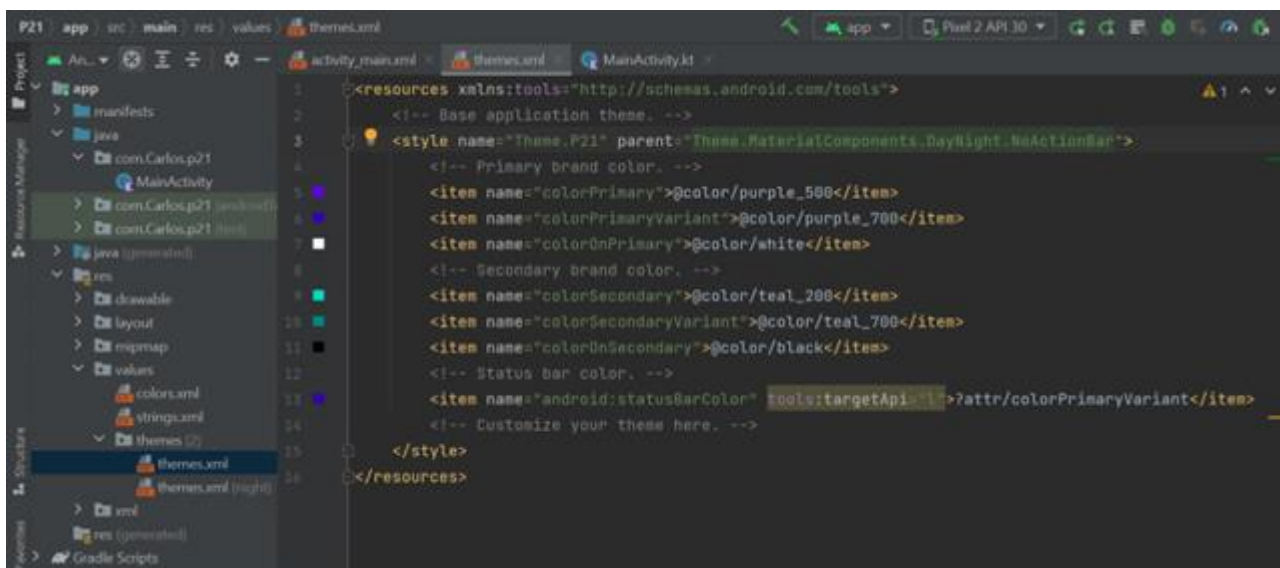 P21 app src main res values themes.xml
app
Pixel 2 API 30
Project
An...
activity_main.xml
themes.xml
MainActivity.kt
app
manifests
java
com.Carlos.p21
MainActivity
com.Carlos.p21
com.Carlos.p21 (test)
java (generated)
res
drawable
layout
mipmap
values
colors.xml
strings.xml
themes (2)
themes.xml
themes.xml (night)
xml
res (generated)
Gradle Scripts
Resource Manager
Structure
Favorites
1 <resources xmlns:tools="http://schemas.android.com/tools">
1
2 <!-- Base application theme. -->
3 <style name="Theme.P21" parent="Theme.MaterialComponents.DayNight.NoActionBar">
4 <!-- Primary brand color. -->
5 <item name="colorPrimary">@color/purple_500</item>
6 <item name="colorPrimaryVariant">@color/purple_700</item>
7 <item name="colorOnPrimary">@color/white</item>
8 <!-- Secondary brand color. -->
9 <item name="colorSecondary">@color/teal_200</item>
10 <item name="colorSecondaryVariant">@color/teal_700</item>
11 <item name="colorOnSecondary">@color/black</item>
12 <!-- Status bar color. -->
13 <item name="android:statusBarColor" tools:targetApi="l">?attr/colorPrimaryVariant</item>
14 <!-- Customize your theme here. -->
15 </style>
16 </resources>